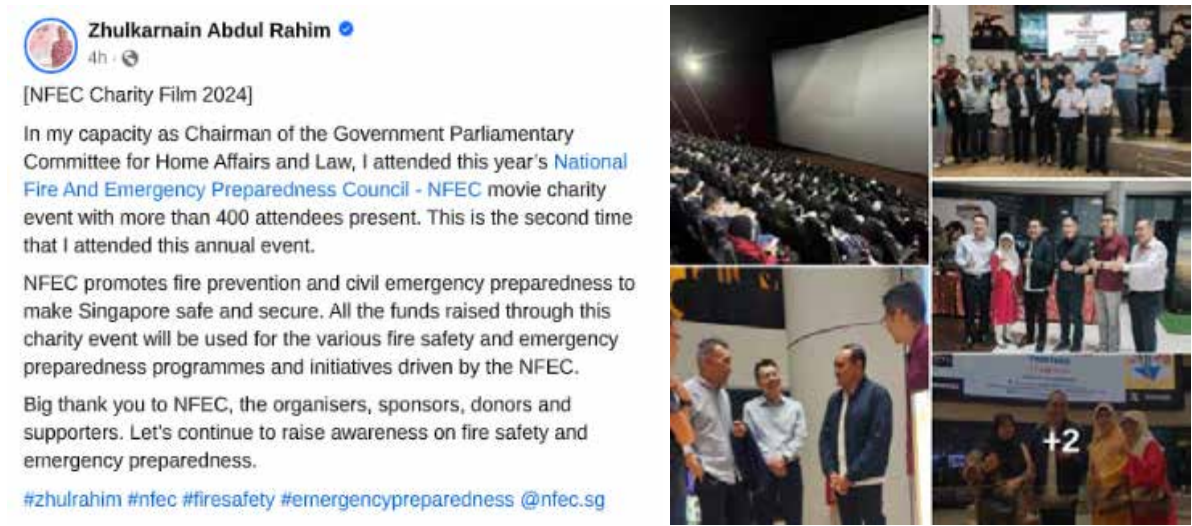 Zhulkarnain Abdul Rahim
4h ·
[NFEC Charity Film 2024]
In my capacity as Chairman of the Government Parliamentary
Committee for Home Affairs and Law, I attended this year's National
Fire And Emergency Preparedness Council - NFEC movie charity
event with more than 400 attendees present. This is the second time
that I attended this annual event.
NFEC promotes fire prevention and civil emergency preparedness to
make Singapore safe and secure. All the funds raised through this
charity event will be used for the various fire safety and emergency
preparedness programmes and initiatives driven by the NFEC.
Big thank you to NFEC, the organisers, sponsors, donors and
supporters. Let's continue to raise awareness on fire safety and
emergency preparedness.
#zhulrahim #nfec #firesafety #emergencypreparedness @nfec.sg
+2